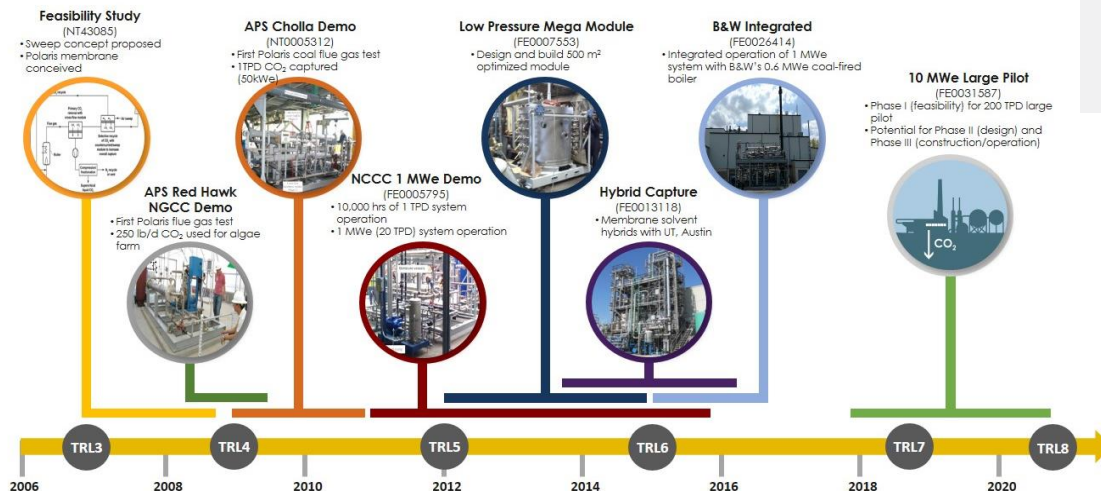 Feasibility Study
(NT43085)
• Sweep concept proposed
• Polaris membrane
conceived
APS Cholla Demo
(NT0005312)
• First Polaris coal flue gas test
• 1TPD CO₂ captured
(50kWe)
Low Pressure Mega Module
(FE0007553)
• Design and build 500 m²
optimized module
B&W Integrated
(FE0026414)
• Integrated operation of 1 MWe
system with B&W's 0.6 MWe coal-fired
boiler
10 MWe Large Pilot
(FE0031587)
• Phase I (feasibility) for 200 TPD large
pilot
• Potential for Phase II (design) and
Phase III (construction/operation)
APS Red Hawk
NGCC Demo
• First Polaris flue gas test
• 250 lb/d CO₂ used for algae
farm
NCCC 1 MWe Demo
(FE0005795)
• 10,000 hrs of 1 TPD system
operation
• 1 MWe (20 TPD) system operation
Hybrid Capture
(FE0013118)
• Membrane solvent
hybrids with UT, Austin
CO₂
TRL3
TRL4
TRL5
TRL6
TRL7
TRL8
2006
2008
2010
2012
2014
2016
2018
2020